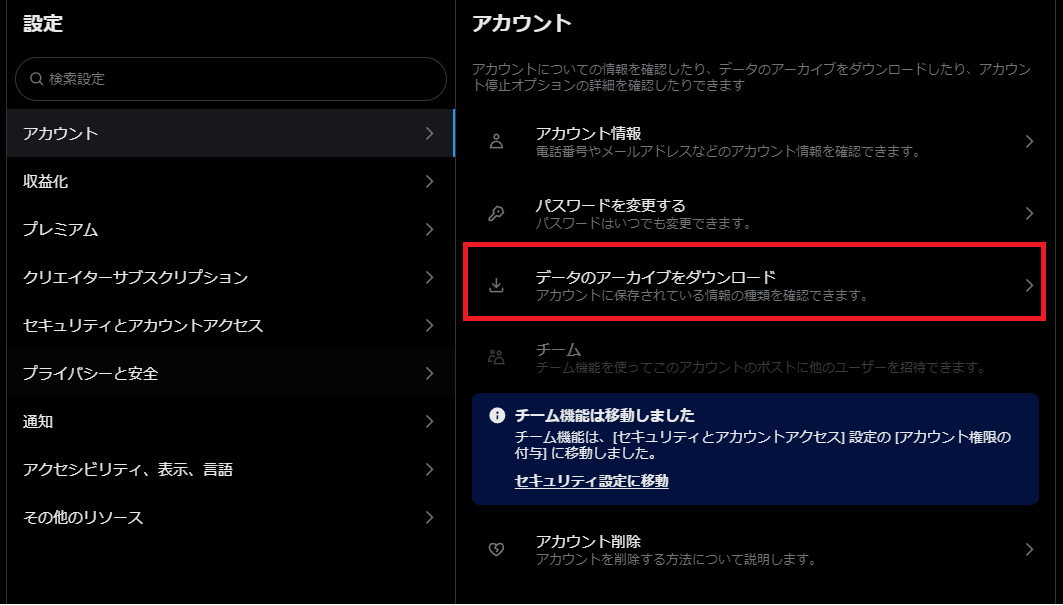 設定
検索設定
アカウント
収益化
プレミアム
クリエイターサブスクリプション
セキュリティとアカウントアクセス
プライバシーと安全
通知
アクセシビリティ、表示、言語
その他のリソース
アカウント
アカウントについての情報を確認したり、データのアーカイブをダウンロードしたり、アカウン
ト停止オプションの詳細を確認したりできます
アカウント情報
電話番号やメールアドレスなどのアカウント情報を確認できます。
パスワードを変更する
パスワードはいつでも変更できます。
データのアーカイブをダウンロード
アカウントに保存されている情報の種類を確認できます。
チーム
チーム機能を使ってこのアカウントのポストに他のユーザーを招待できます。
チーム機能は移動しました
チーム機能は、[セキュリティとアカウントアクセス] 設定の [アカウント権限の
付与] に移動しました。
セキュリティ設定に移動
アカウント削除
アカウントを削除する方法について説明します。